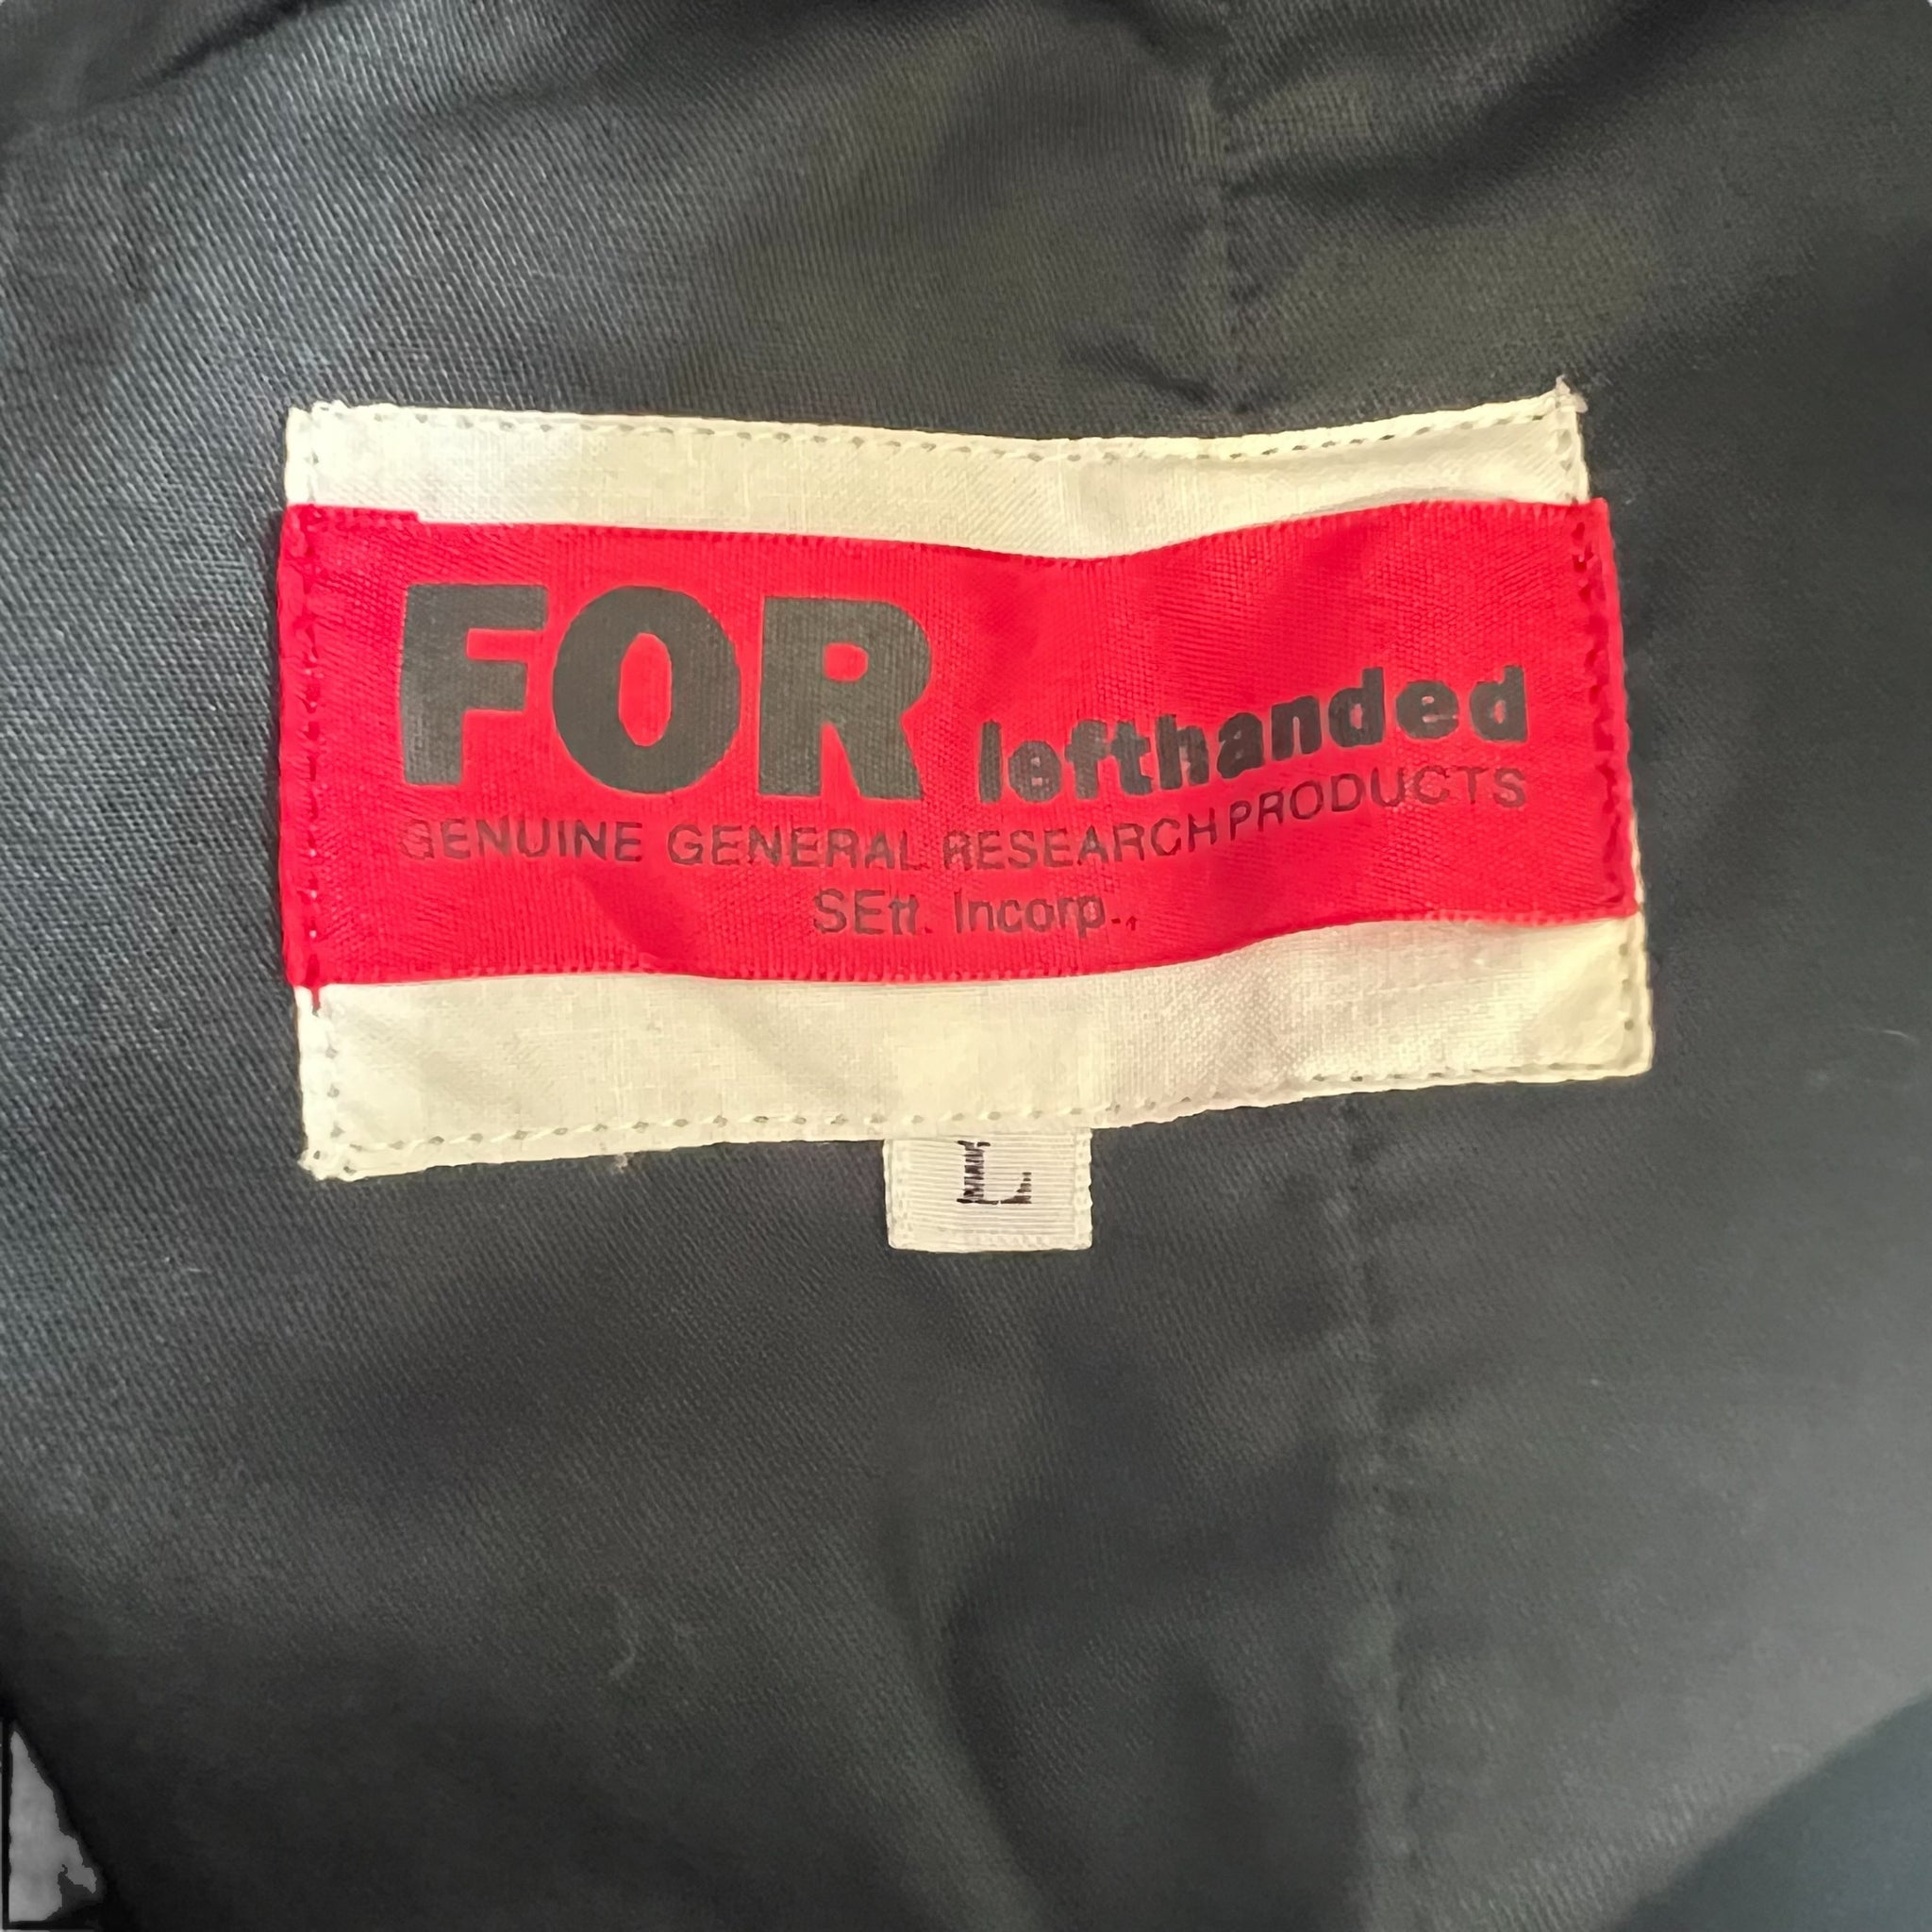 FOR lefthanded
GENUINE GENERAL RESEARCH PRODUCTS
SEtt. Incorp.,
L